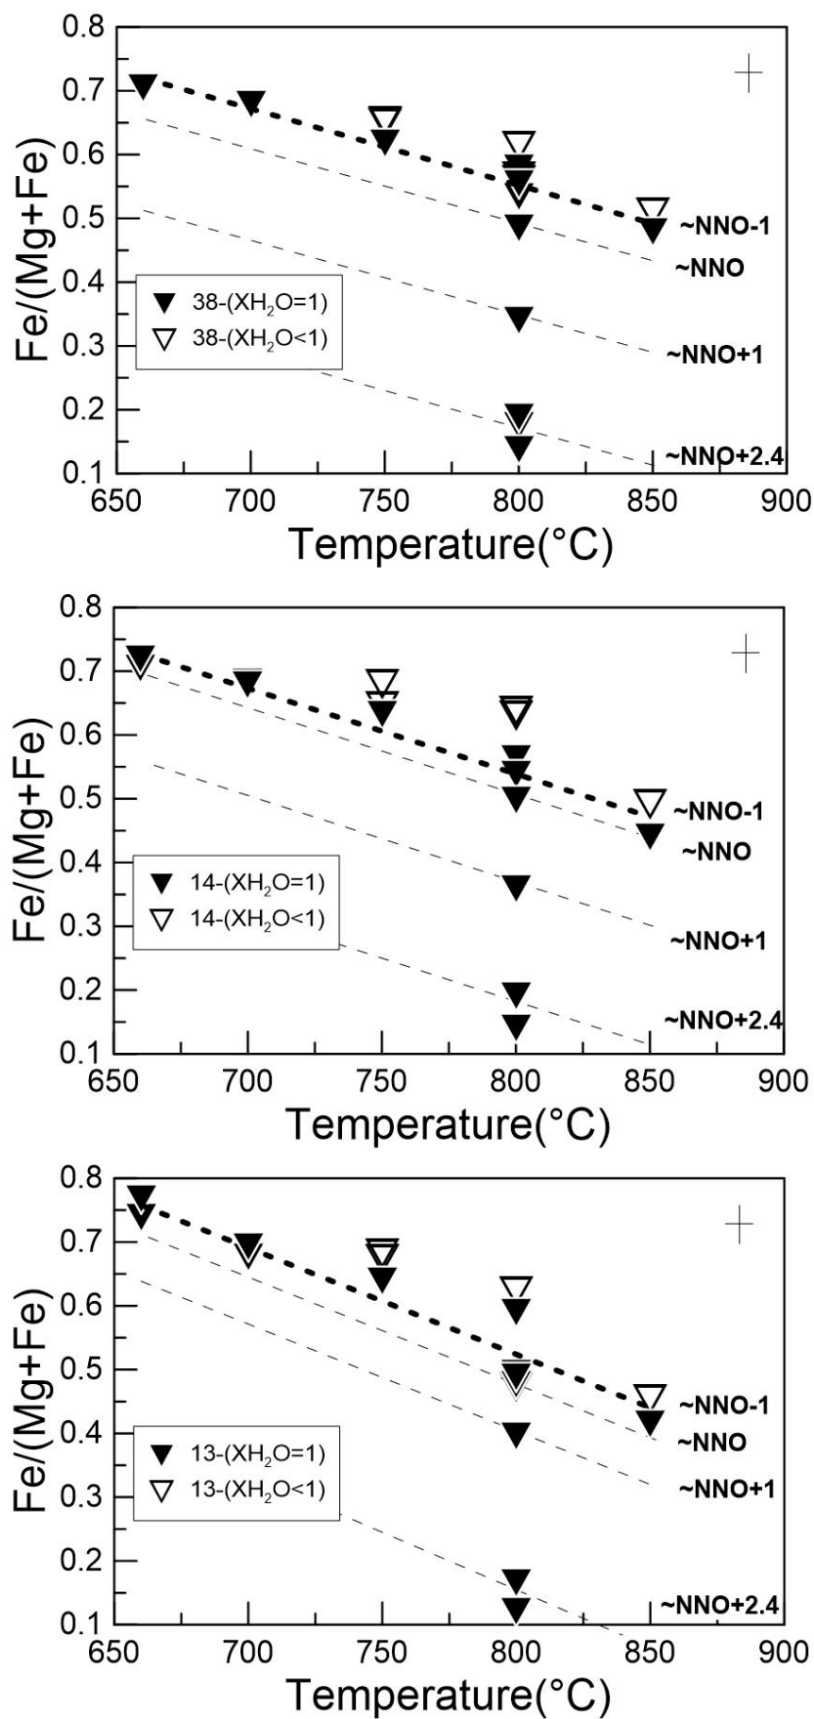 0.8
0.7
0.6
0.5
0.4
0.3
0.2
0.1
Fe/(Mg+Fe)
~NNO-1
~NNO
~NNO+1
~NNO+2.4
38-(XH₂O=1)
38-(XH₂O<1)
650 700 750 800 850 900
Temperature(°C)
0.8
0.7
0.6
0.5
0.4
0.3
0.2
0.1
Fe/(Mg+Fe)
~NNO-1
~NNO
~NNO+1
~NNO+2.4
14-(XH₂O=1)
14-(XH₂O<1)
650 700 750 800 850 900
Temperature(°C)
0.8
0.7
0.6
0.5
0.4
0.3
0.2
0.1
Fe/(Mg+Fe)
~NNO-1
~NNO
~NNO+1
~NNO+2.4
13-(XH₂O=1)
13-(XH₂O<1)
650 700 750 800 850 900
Temperature(°C)